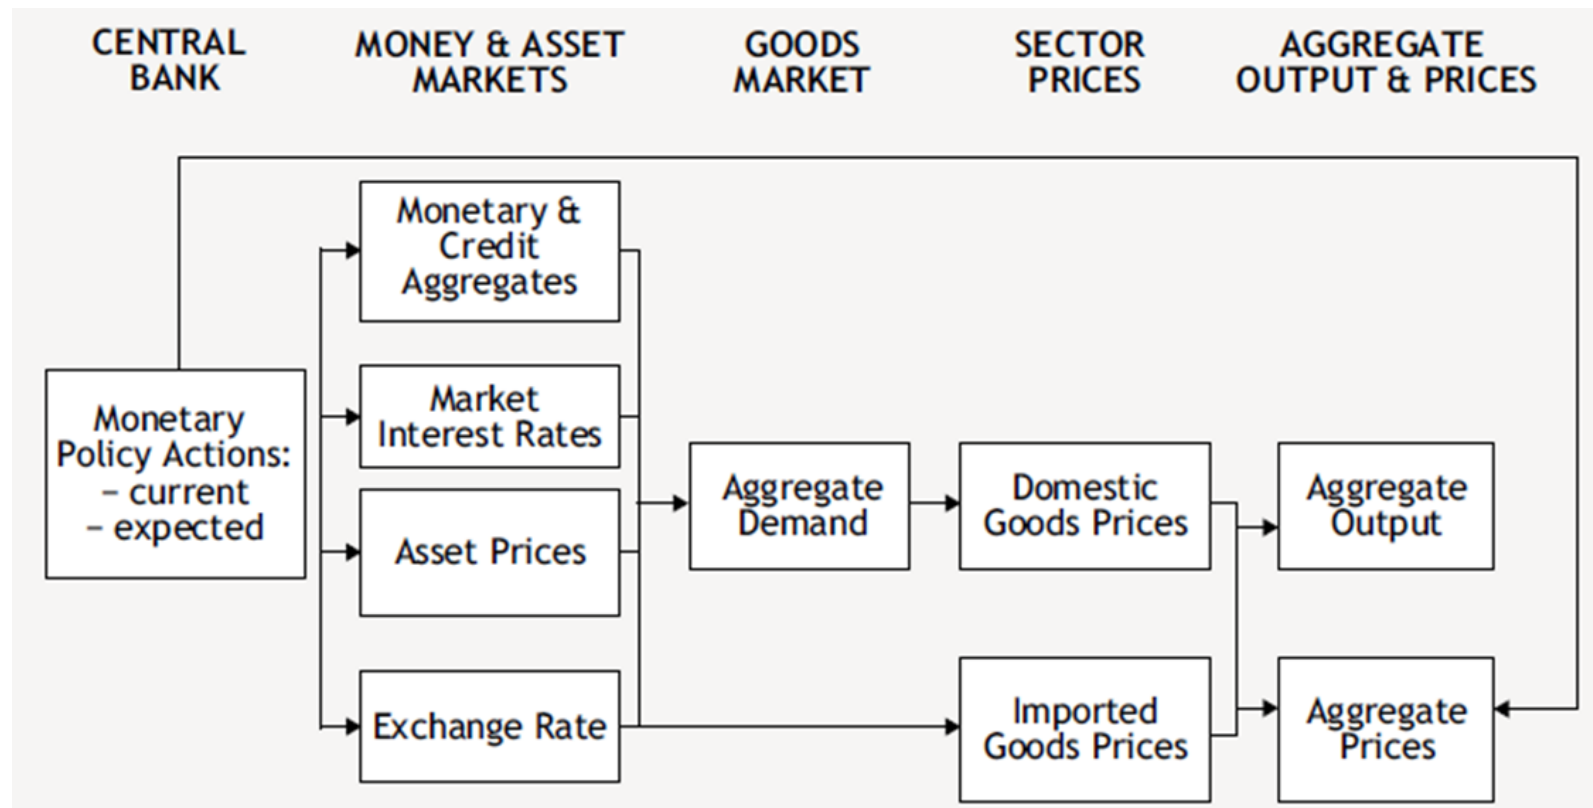 CENTRAL
BANK
MONEY & ASSET
MARKETS
GOODS
MARKET
SECTOR
PRICES
AGGREGATE
OUTPUT & PRICES
Monetary
Policy Actions:
– current
– expected
Monetary &
Credit
Aggregates
Market
Interest Rates
Asset Prices
Exchange Rate
Aggregate
Demand
Domestic
Goods Prices
Imported
Goods Prices
Aggregate
Output
Aggregate
Prices